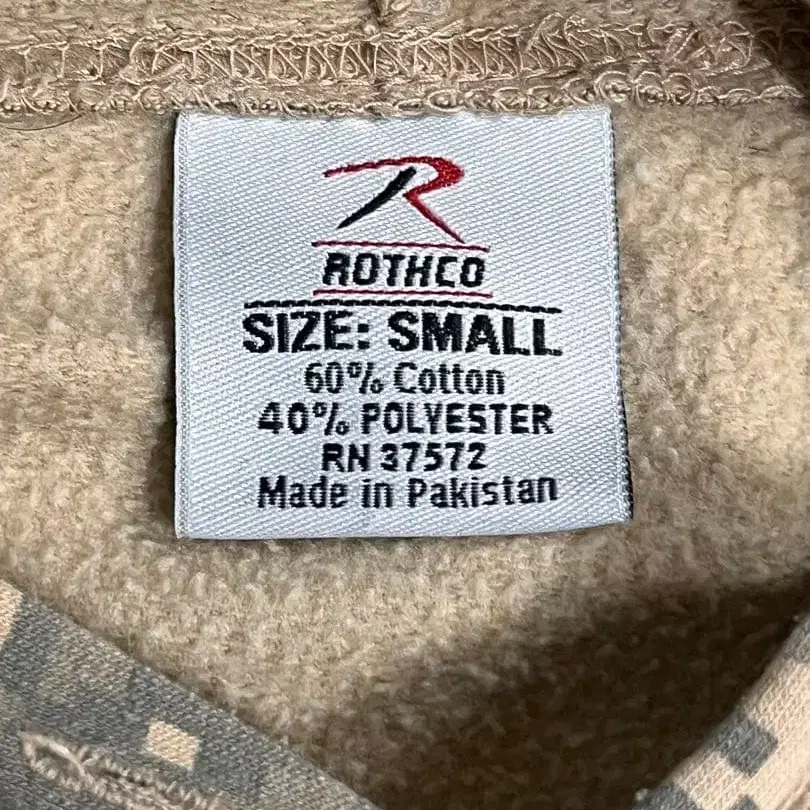 R
ROTHCO
SIZE: SMALL
60% Cotton
40% POLYESTER
RN 37572
Made in Pakistan